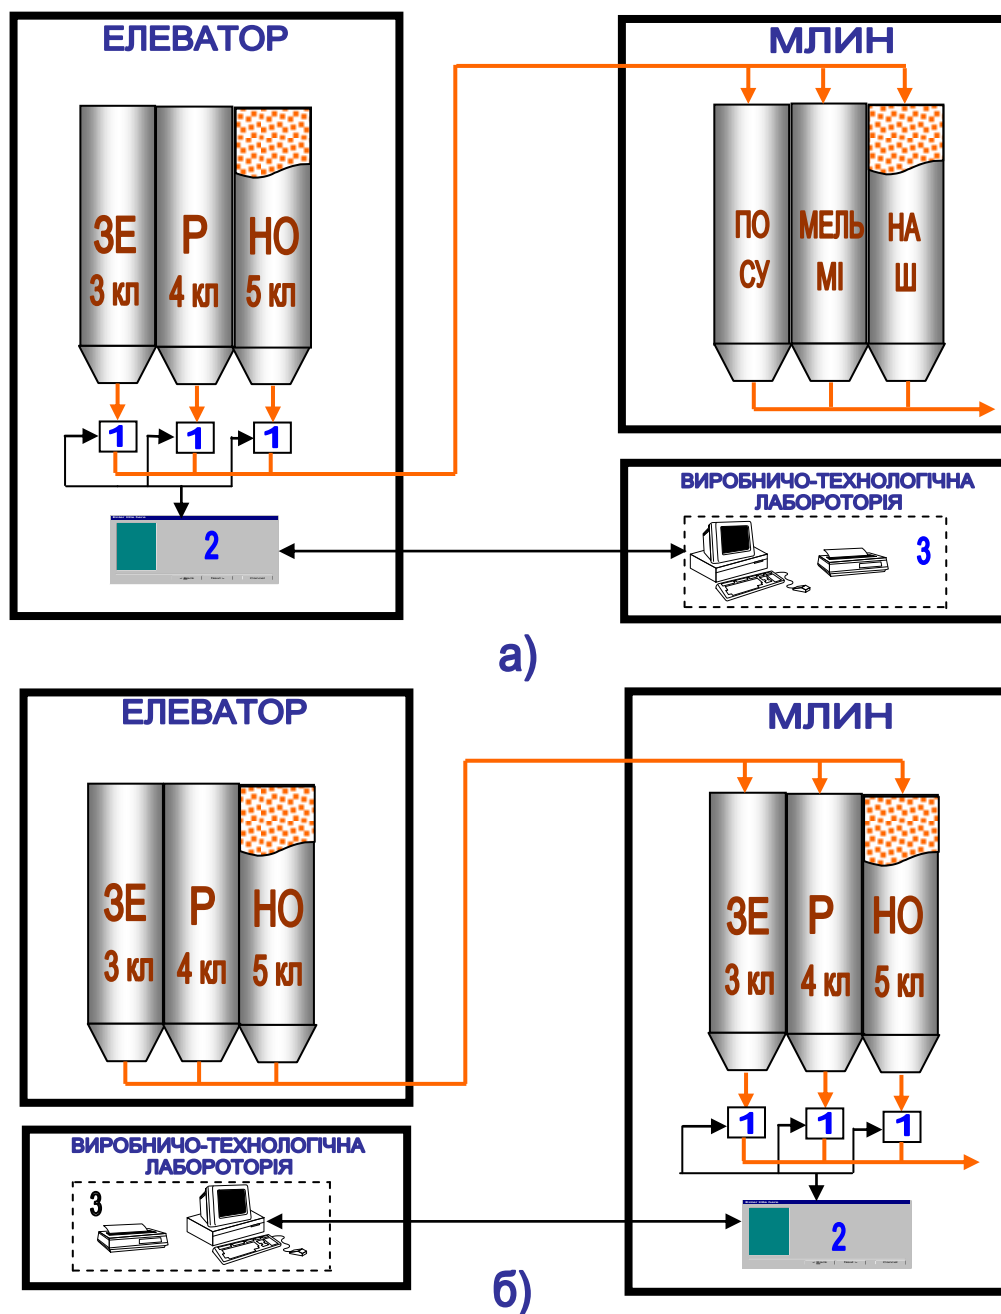 ЕЛЕВАТОР
МЛИН
ЗЕ Р НО
3 кл 4 кл 5 кл
ПО МЕЛЬ НА
СУ МІ Ш
1 1 1
2
ВИРОБНИЧО-ТЕХНОЛОГІЧНА
ЛАБОРОТОРІЯ
3
а)
ЕЛЕВАТОР
МЛИН
ЗЕ Р НО
3 кл 4 кл 5 кл
ЗЕ Р НО
3 кл 4 кл 5 кл
1 1 1
ВИРОБНИЧО-ТЕХНОЛОГІЧНА
ЛАБОРОТОРІЯ
3
2
б)